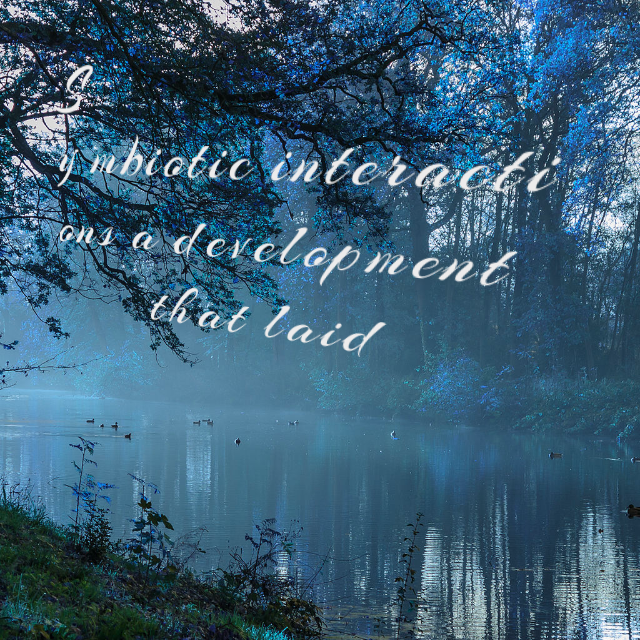 S
ymbiotic interacti
ons a development
that laid